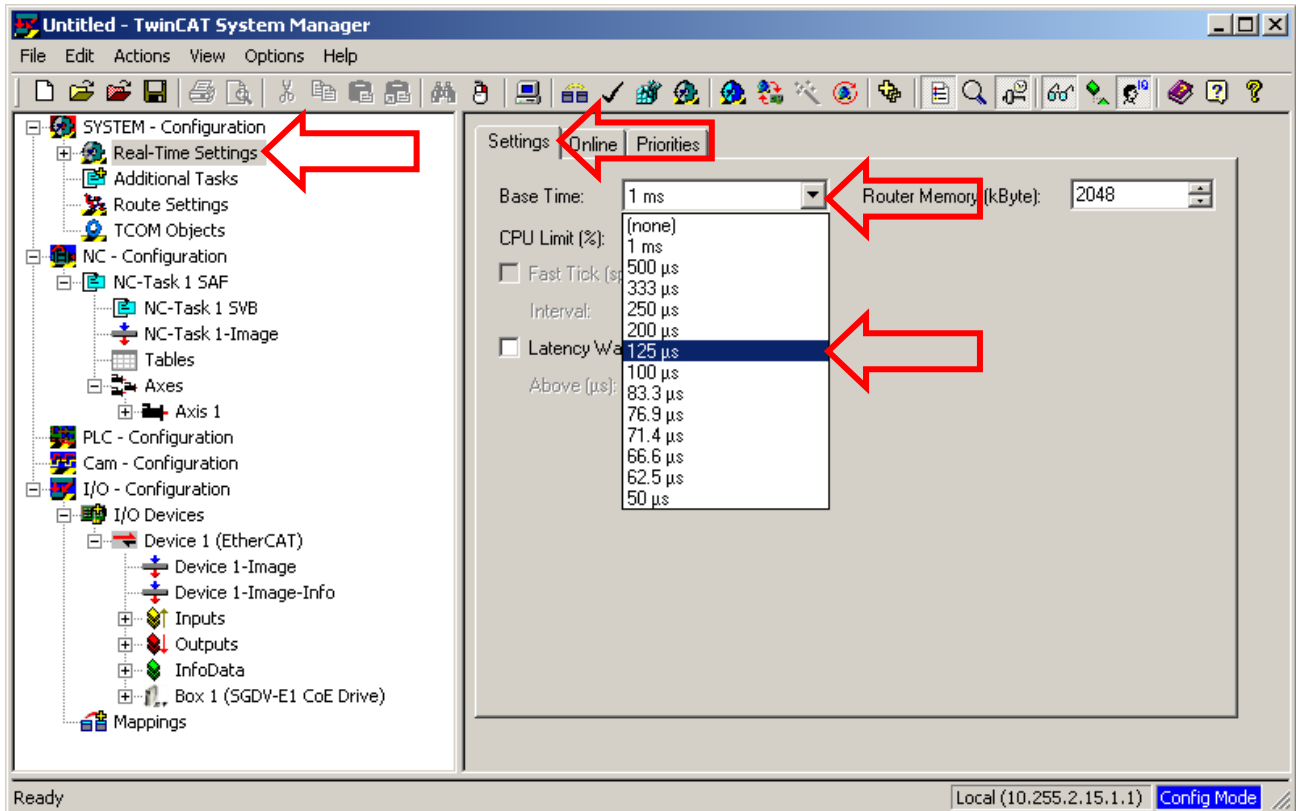 Untitled - TwinCAT System Manager
File Edit Actions View Options Help
SYSTEM - Configuration
Real-Time Settings
Additional Tasks
Route Settings
TCOM Objects
NC - Configuration
NC-Task 1 SAF
NC-Task 1 SVB
NC-Task 1-Image
Tables
Axes
Axis 1
PLC - Configuration
Cam - Configuration
I/O - Configuration
I/O Devices
Device 1 (EtherCAT)
Device 1-Image
Device 1-Image-Info
Inputs
Outputs
InfoData
Box 1 (SGDV-E1 CoE Drive)
Mappings
Settings Online Priorities
Base Time: 1 ms Router Memory (kByte): 2048
CPU Limit (%):
Fast Tick (sp
Interval:
Latency Wa
Above (µs):
(none)
1 ms
500 µs
333 µs
250 µs
200 µs
125 µs
100 µs
83.3 µs
76.9 µs
71.4 µs
66.6 µs
62.5 µs
50 µs
Ready Local (10.255.2.15.1.1) Config Mode